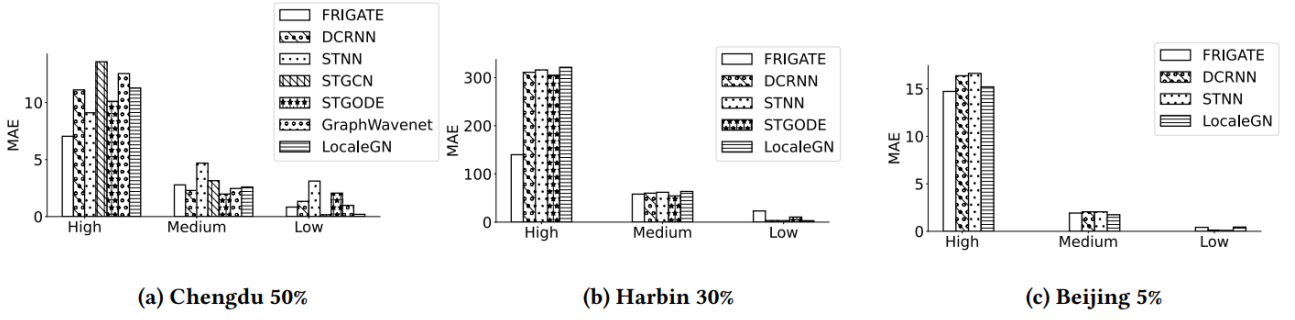 FRIGATE
DCRNN
STNN
STGCN
STGODE
GraphWavenet
LocaleGN
MAE
10
5
0
High Medium Low
(a) Chengdu 50%
FRIGATE
DCRNN
STNN
STGODE
LocaleGN
MAE
300
200
100
0
High Medium Low
(b) Harbin 30%
FRIGATE
DCRNN
STNN
LocaleGN
MAE
15
10
5
0
High Medium Low
(c) Beijing 5%